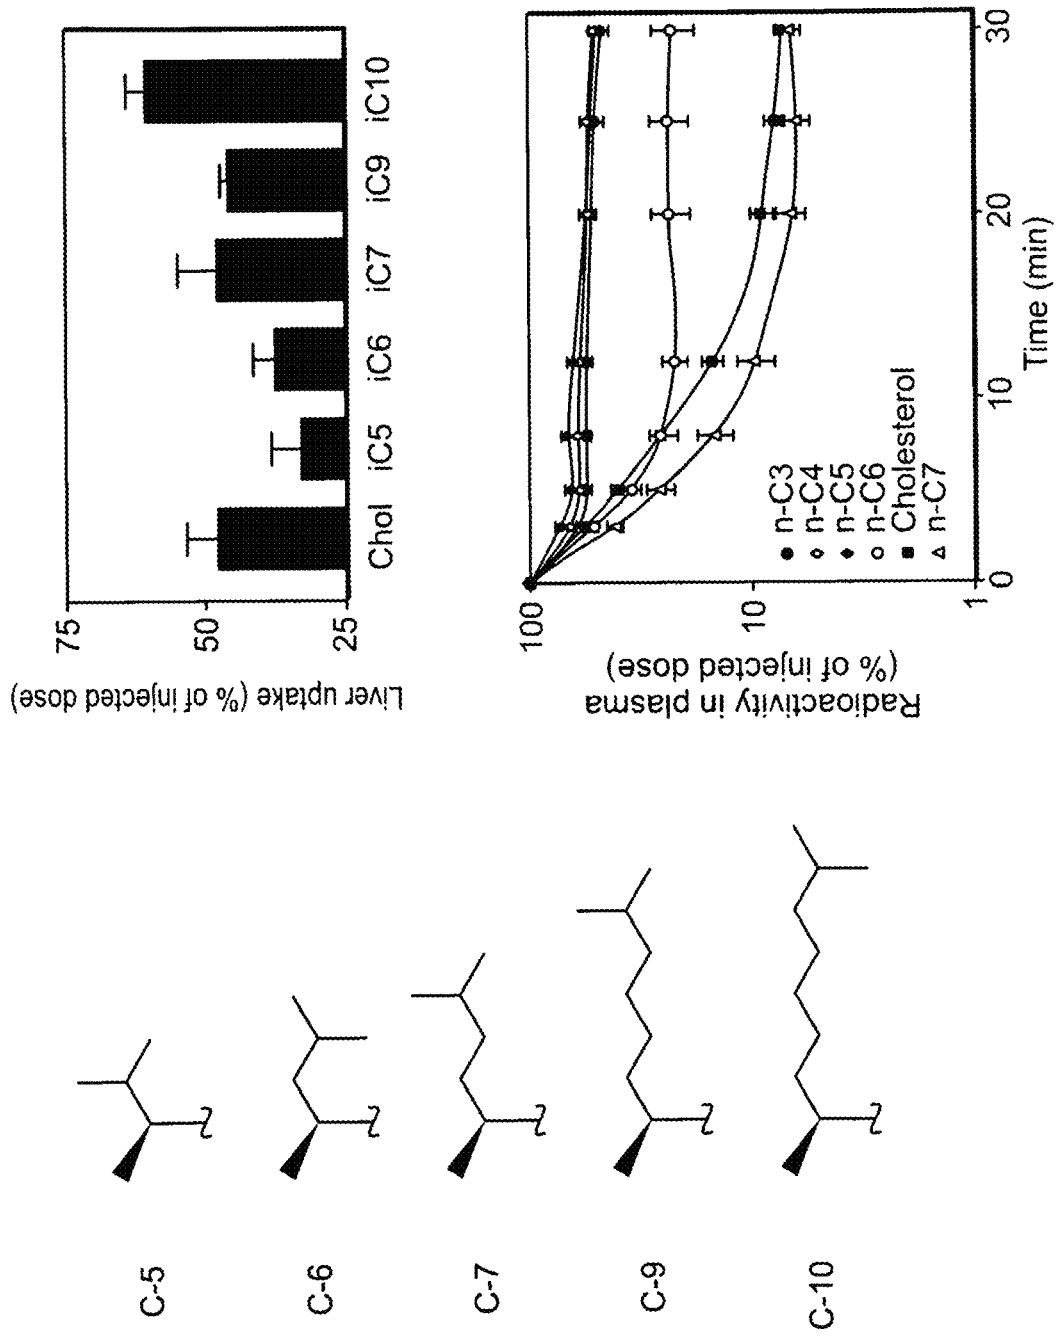 C-5
C-6
C-7
C-9
C-10
Liver uptake (% of injected dose)
75
50
25
Chol
iC5
iC6
iC7
iC9
iC10
Radioactivity in plasma
(% of injected dose)
100
10
1
n-C3
n-C4
n-C5
n-C6
Cholesterol
n-C7
0
10
20
30
Time (min)